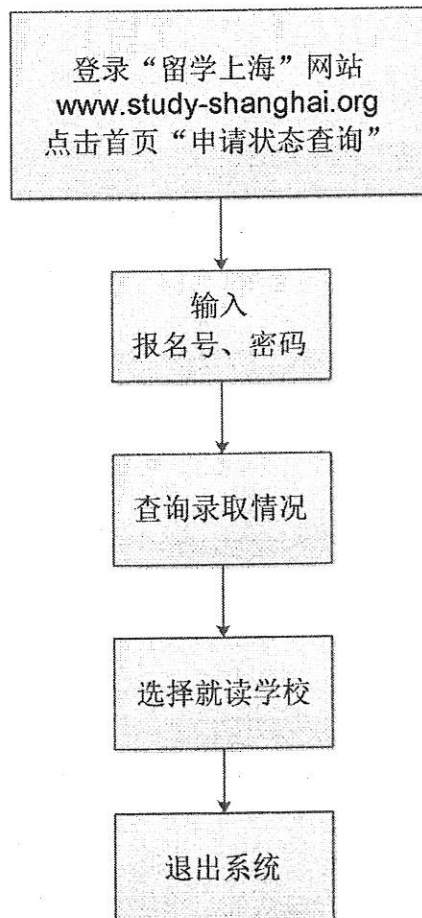 登录“留学上海”网站
www.study-shanghai.org
点击首页“申请状态查询”
输入
报名号、密码
查询录取情况
选择就读学校
退出系统